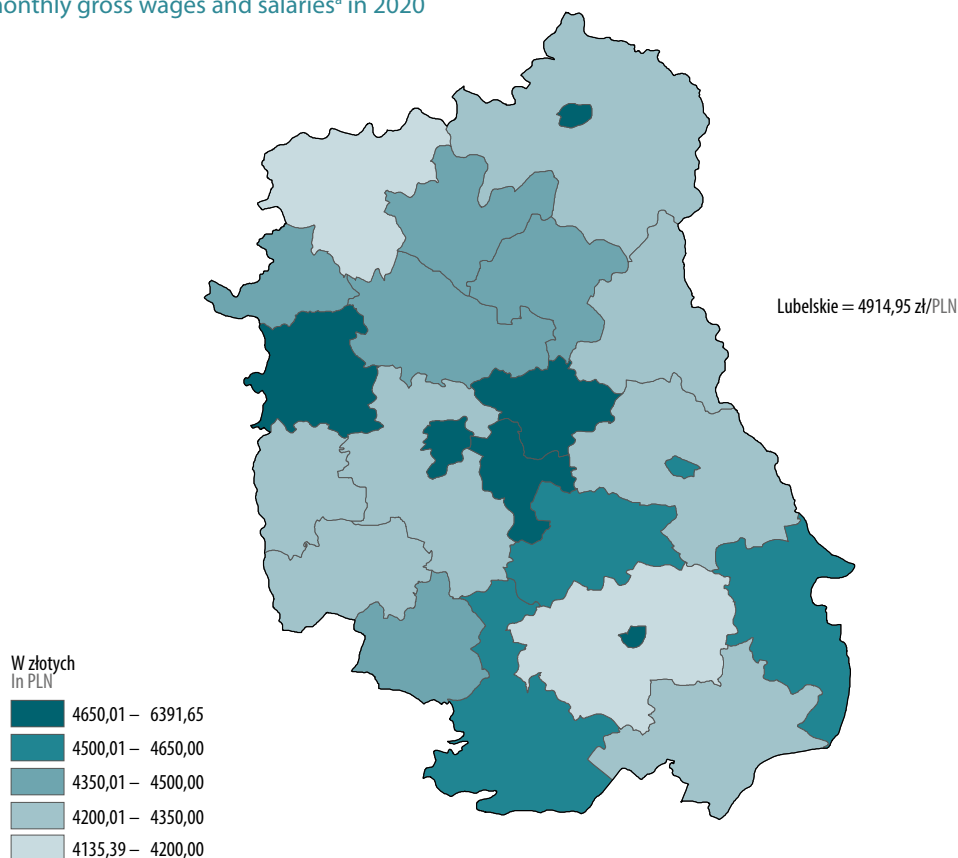 monthly gross wages and salariesª in 2020
Lubelskie = 4914,95 zł/PLN
W złotych
In PLN
4650,01 – 6391,65
4500,01 – 4650,00
4350,01 – 4500,00
4200,01 – 4350,00
4135,39 – 4200,00